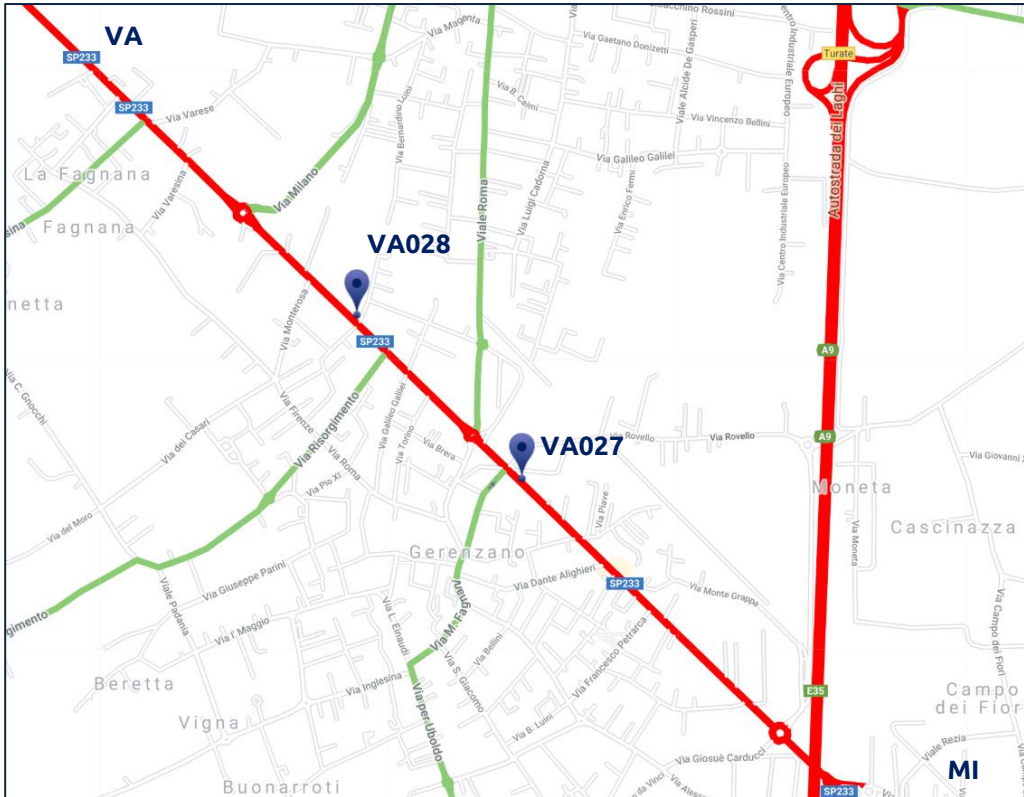 VA
SP233
SP233
Via Varese
La Fagnana
Fagnana
Via Varesina
Via Milano
Via Magenta
Via Bernardino Luini
Viale Roma
Via Gaetano Donizetti
Viale Alcide De Gasperi
Via Vincenzo Bellini
Via Galileo Galilei
Via Luigi Cadorna
Via Enrico Fermi
Via Centro Industriale Europeo
Turate
Autostrada dei Laghi
VA028
SP233
netta
Via Monterosa
Via C. Gnocchi
Via dei Casari
Via Firenze
Via Roma
Via Risorgimento
Via Galileo Galilei
Via Torino
Via Brera
Via Pio XI
Via del Moro
A9
A9
VA027
Via Rovello
Via Rovello
Via Giovanni
Moneta
Via Moneta
Cascinazza
Via Piave
Gerenzano
Via Dante Alighieri
SP233
Via Monte Grappa
Via Giuseppe Parini
Viale Padania
Via I° Maggio
gimento
Via L. Einaudi
Via M. Fagnani
Via Bellini
Via S. Giacomo
Via Francesco Petrarca
Via Campo dei Fiori
Beretta
Via Inglesina
Via per Uboldo
Via B. Luini
Vigna
E35
Campo
dei Fior
Viale Rezia
Via Giosuè Carducci
da Vinci
Buonarroti
MI
SP233